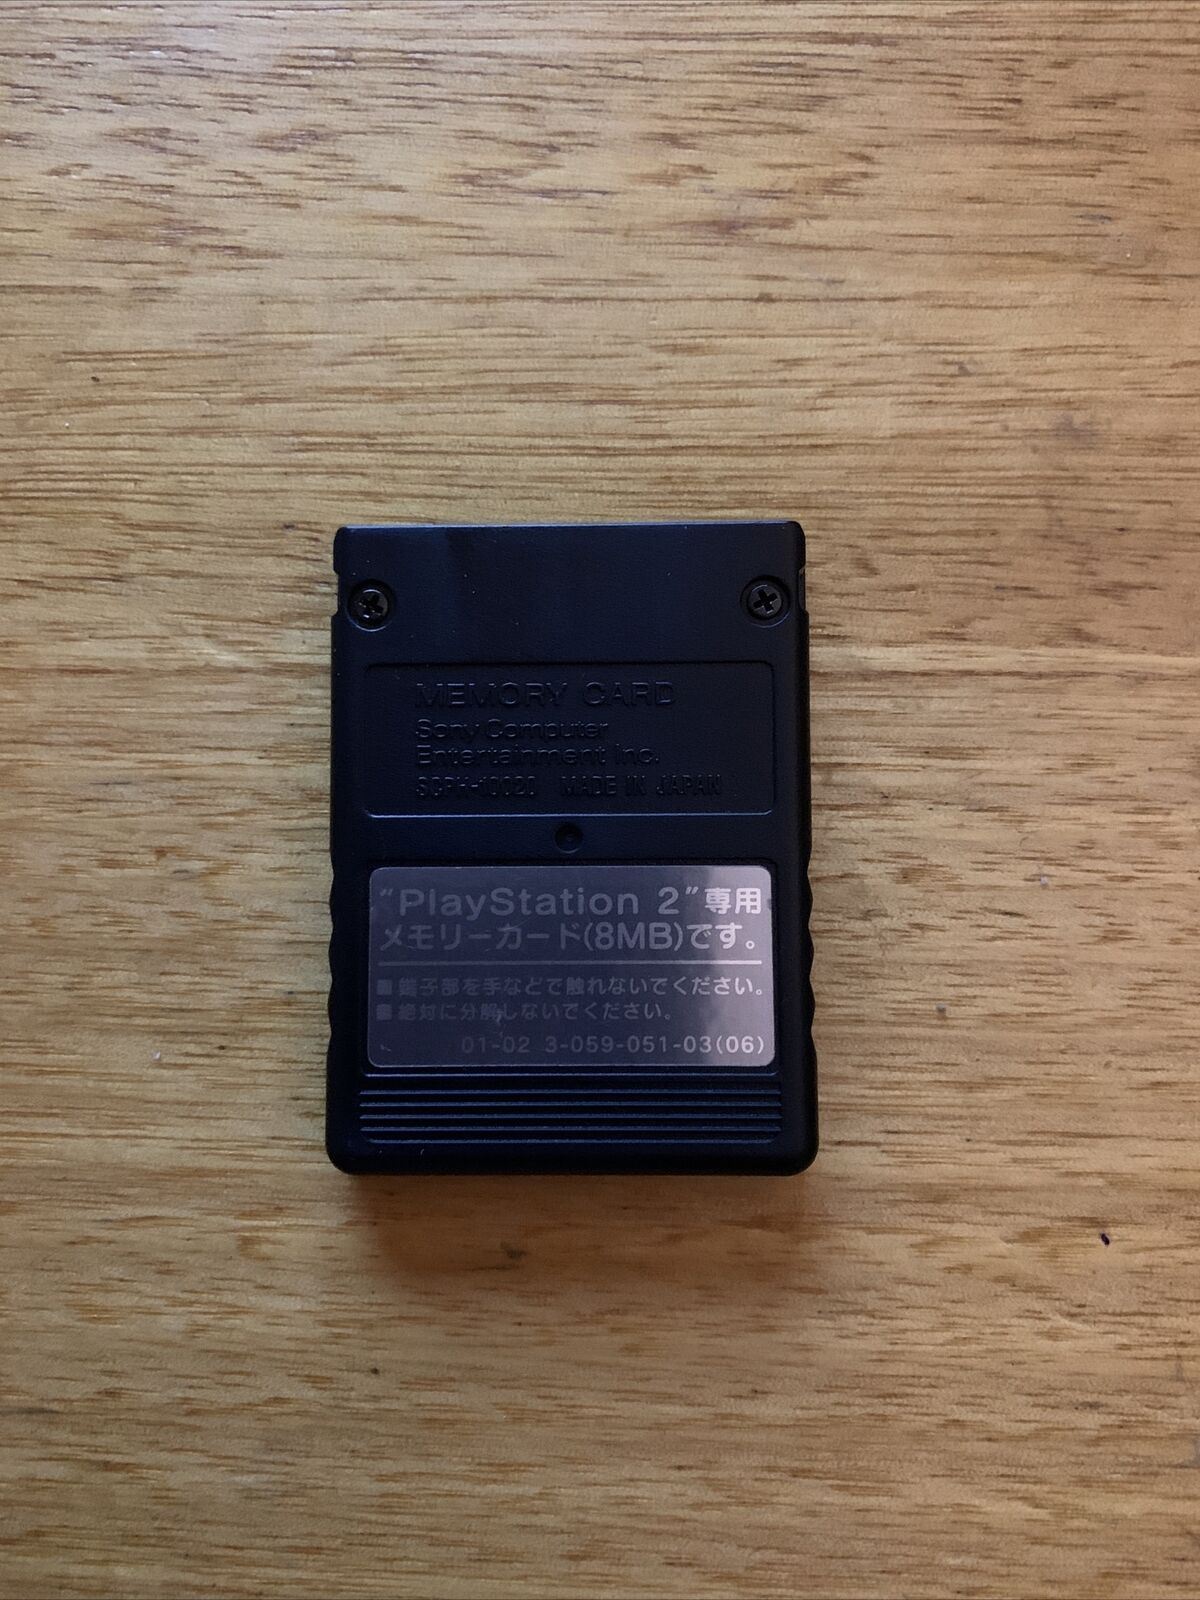 MEMORY CARD
Sony Computer
Entertainment Inc.
SCPH-10020 MADE IN JAPAN
"PlayStation 2"専用
メモリーカード(8MB)です。
■端子部を手などで触れないでください。
■絶対に分解しないでください。
01-02 3-059-051-03(06)